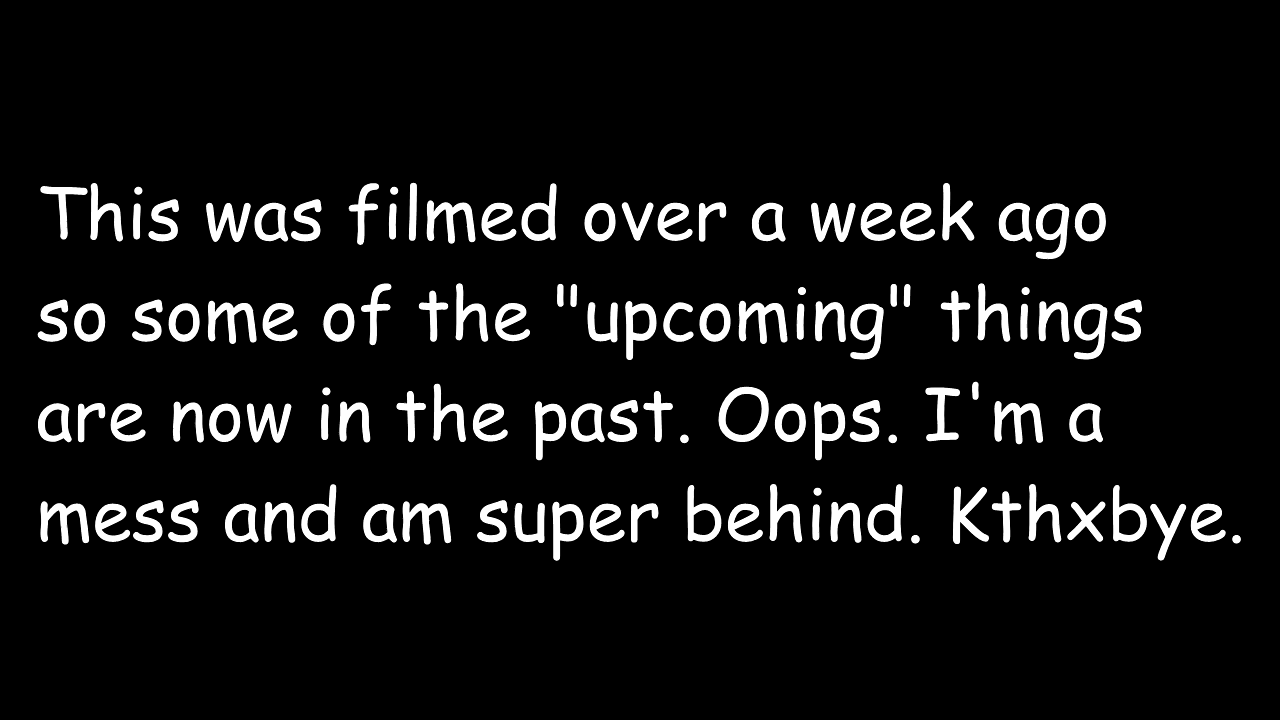 This was filmed over a week ago
so some of the "upcoming" things
are now in the past. Oops. I'm a
mess and am super behind. Kthxbye.